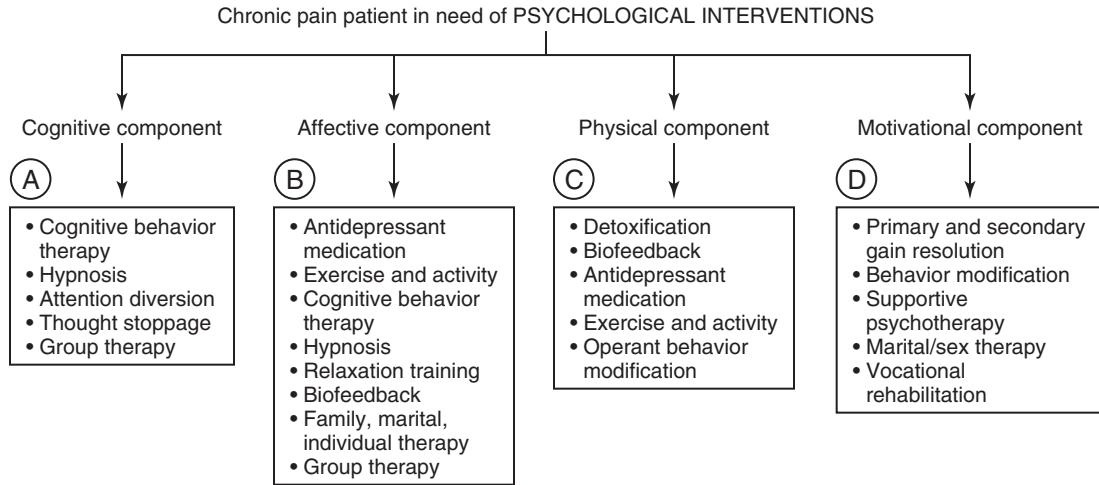 Chronic pain patient in need of PSYCHOLOGICAL INTERVENTIONS
Cognitive component
A
• Cognitive behavior
therapy
• Hypnosis
• Attention diversion
• Thought stoppage
• Group therapy
Affective component
B
• Antidepressant
medication
• Exercise and activity
• Cognitive behavior
therapy
• Hypnosis
• Relaxation training
• Biofeedback
• Family, marital,
individual therapy
• Group therapy
Physical component
C
• Detoxification
• Biofeedback
• Antidepressant
medication
• Exercise and activity
• Operant behavior
modification
Motivational component
D
• Primary and secondary
gain resolution
• Behavior modification
• Supportive
psychotherapy
• Marital/sex therapy
• Vocational
rehabilitation